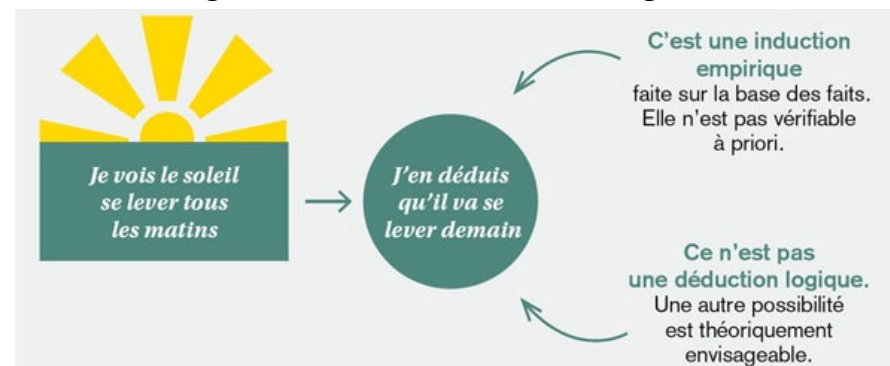 Je vois le soleil
se lever tous
les matins
J'en déduis
qu'il va se
lever demain
C'est une induction
empirique
faite sur la base des faits.
Elle n'est pas vérifiable
à priori.
Ce n'est pas
une déduction logique.
Une autre possibilité
est théoriquement
envisageable.